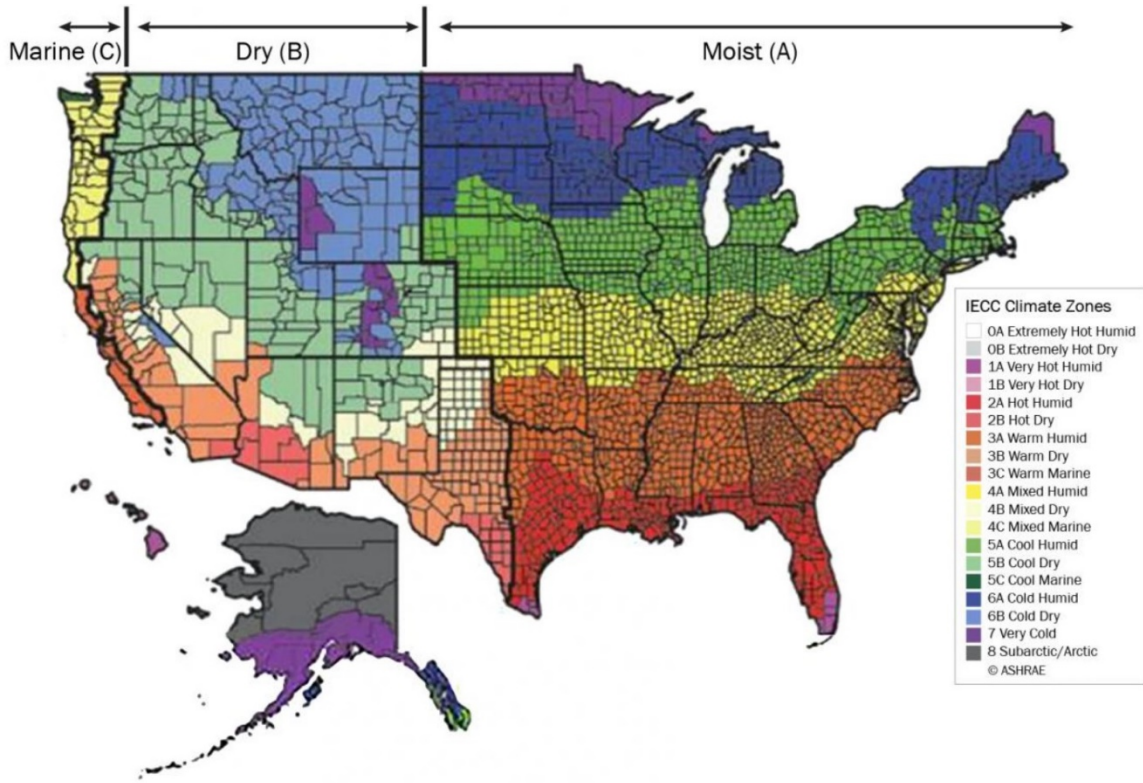 Marine (C)
Dry (B)
Moist (A)
IECC Climate Zones
0A Extremely Hot Humid
0B Extremely Hot Dry
1A Very Hot Humid
1B Very Hot Dry
2A Hot Humid
2B Hot Dry
3A Warm Humid
3B Warm Dry
3C Warm Marine
4A Mixed Humid
4B Mixed Dry
4C Mixed Marine
5A Cool Humid
5B Cool Dry
5C Cool Marine
6A Cold Humid
6B Cold Dry
7 Very Cold
8 Subarctic/Arctic
© ASHRAE